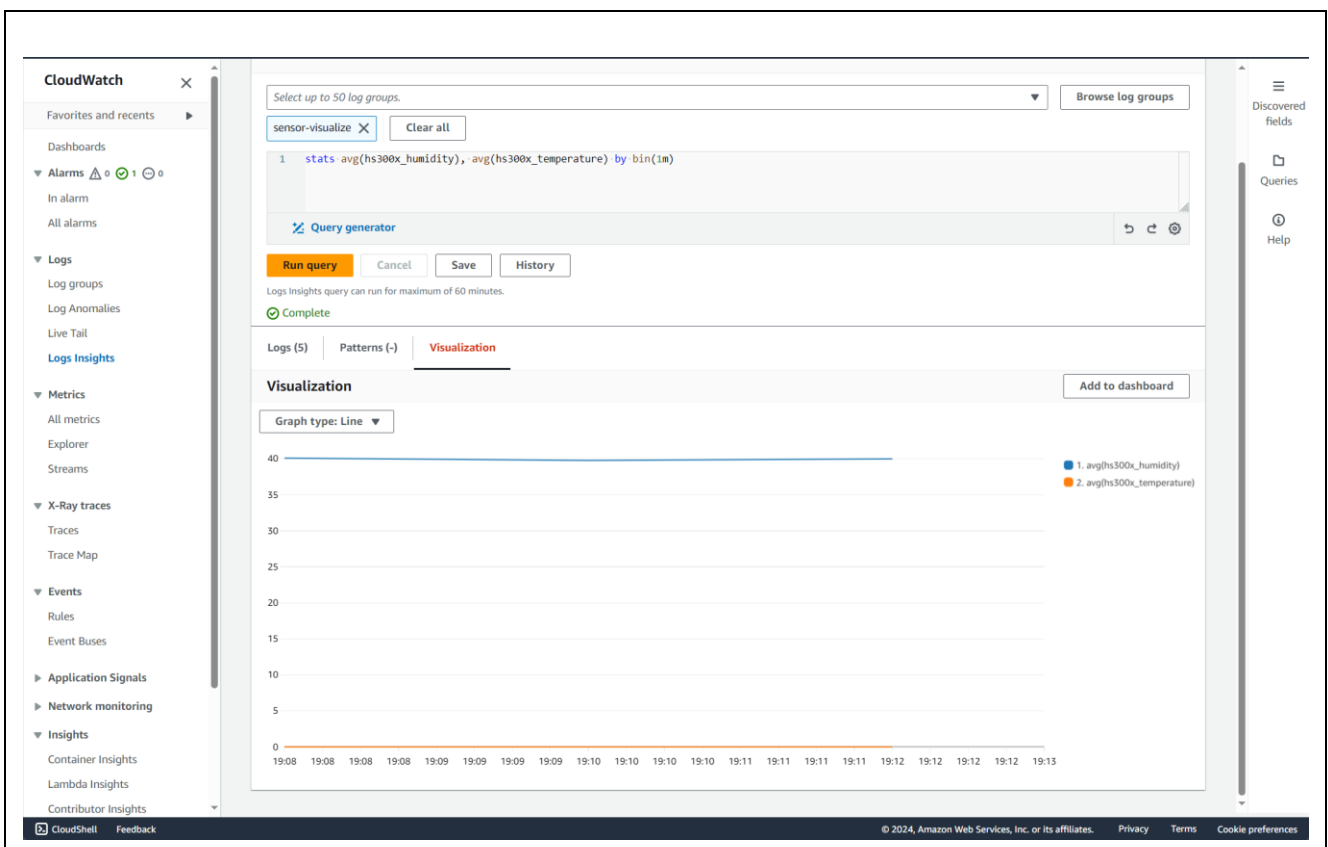 CloudWatch
Favorites and recents
Dashboards
Alarms 0 1 0
In alarm
All alarms
Logs
Log groups
Log Anomalies
Live Tail
Logs Insights
Metrics
All metrics
Explorer
Streams
X-Ray traces
Traces
Trace Map
Events
Rules
Event Buses
Application Signals
Network monitoring
Insights
Container Insights
Lambda Insights
Contributor Insights
Select up to 50 log groups.
Browse log groups
sensor-visualize
Clear all
1 stats avg(hs300x_humidity), avg(hs300x_temperature) by bin(1m)
Query generator
Run query Cancel Save History
Logs Insights query can run for maximum of 60 minutes.
Complete
Logs (5) Patterns (-) Visualization
Visualization
Add to dashboard
Graph type: Line
40
35
30
25
20
15
10
5
0
19:08 19:08 19:08 19:08 19:09 19:09 19:09 19:09 19:10 19:10 19:10 19:10 19:11 19:11 19:11 19:11 19:12 19:12 19:12 19:12 19:13
1. avg(hs300x_humidity)
2. avg(hs300x_temperature)
Discovered
fields
Queries
Help
CloudShell Feedback © 2024, Amazon Web Services, Inc. or its affiliates. Privacy Terms Cookie preferences